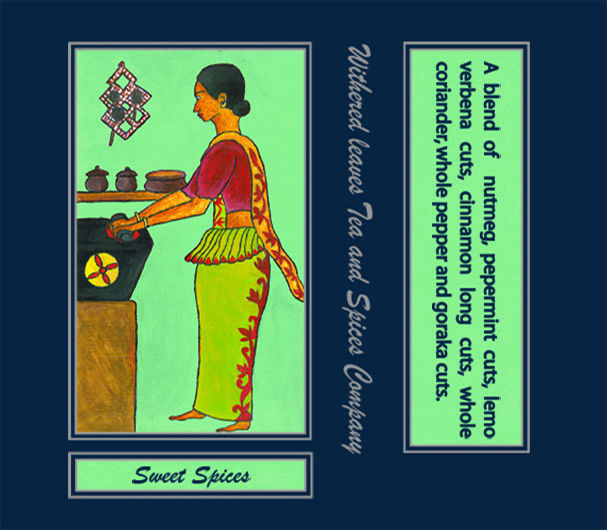 Sweet Spices
Withered leaves Tea and Spices Company
A blend of nutmeg, pepermint cuts, lemo
verbena cuts, cinnamon long cuts, whole
coriander, whole pepper and goraka cuts.